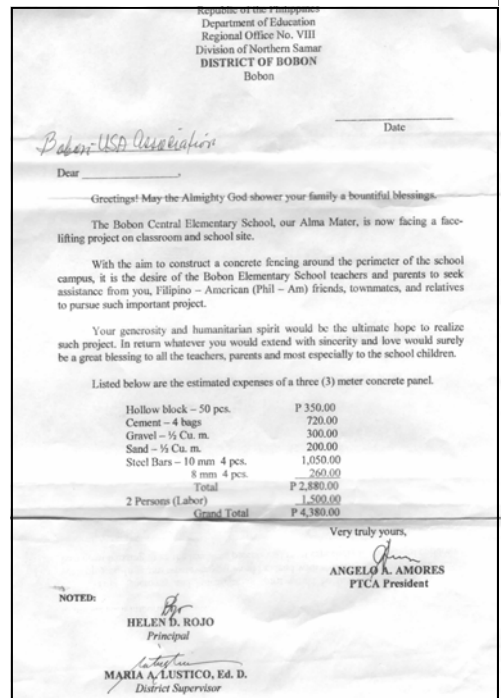 Republic of the Philippines
Department of Education
Regional Office No. VIII
Division of Northern Samar
DISTRICT OF BOBON
Bobon
Date
Bobon-USA Association
Dear ____________,
Greetings! May the Almighty God shower your family a bountiful blessings.
The Bobon Central Elementary School, our Alma Mater, is now facing a face-
lifting project on classroom and school site.
With the aim to construct a concrete fencing around the perimeter of the school
campus, it is the desire of the Bobon Elementary School teachers and parents to seek
assistance from you, Filipino – American (Phil – Am) friends, townmates, and relatives
to pursue such important project.
Your generosity and humanitarian spirit would be the ultimate hope to realize
such project. In return whatever you would extend with sincerity and love would surely
be a great blessing to all the teachers, parents and most especially to the school children.
Listed below are the estimated expenses of a three (3) meter concrete panel.
Hollow block – 50 pcs. P 350.00
Cement – 4 bags 720.00
Gravel – ½ Cu. m. 300.00
Sand – ½ Cu. m. 200.00
Steel Bars – 10 mm 4 pcs. 1,050.00
8 mm 4 pcs. 260.00
Total P 2,880.00
2 Persons (Labor) 1,500.00
Grand Total P 4,380.00
Very truly yours,
ANGELO A. AMORES
PTCA President
NOTED:
HELEN D. ROJO
Principal
MARIA A. LUSTICO, Ed. D.
District Supervisor